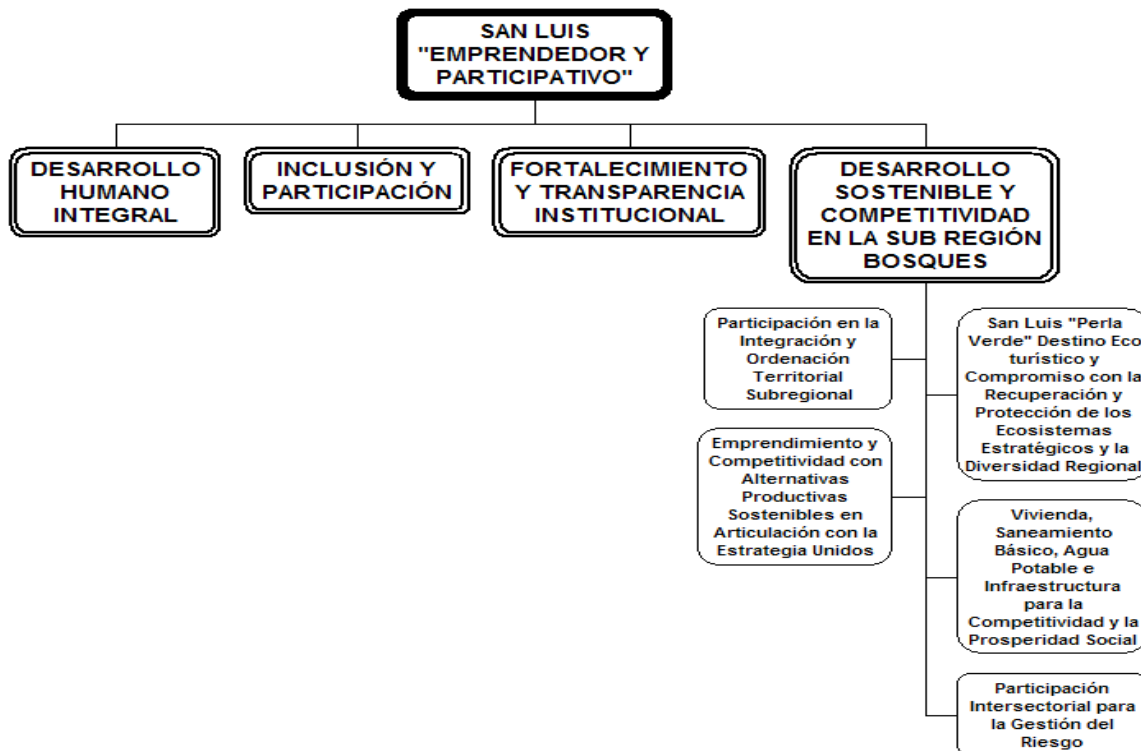 SAN LUIS
"EMPRENDEDOR Y
PARTICIPATIVO"
DESARROLLO
HUMANO
INTEGRAL
INCLUSIÓN Y
PARTICIPACIÓN
FORTALECIMIENTO
Y TRANSPARENCIA
INSTITUCIONAL
DESARROLLO
SOSTENIBLE Y
COMPETITIVIDAD
EN LA SUB REGIÓN
BOSQUES
Participación en la
Integración y
Ordenación
Territorial
Subregional
San Luis "Perla
Verde" Destino Eco
turístico y
Compromiso con la
Recuperación y
Protección de los
Ecosistemas
Estratégicos y la
Diversidad Regional
Emprendimiento y
Competitividad con
Alternativas
Productivas
Sostenibles en
Articulación con la
Estrategia Unidos
Vivienda,
Saneamiento
Básico, Agua
Potable e
Infraestructura
para la
Competitividad y la
Prosperidad Social
Participación
Intersectorial para
la Gestión del
Riesgo